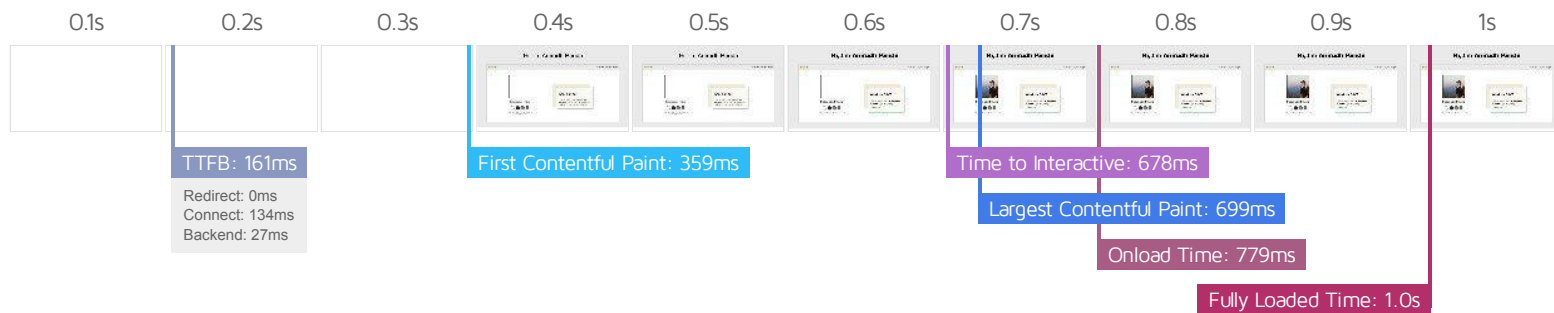 0.1s
0.2s
0.3s
0.4s
0.5s
0.6s
0.7s
0.8s
0.9s
1s
TTFB: 161ms
Redirect: 0ms
Connect: 134ms
Backend: 27ms
First Contentful Paint: 359ms
Time to Interactive: 678ms
Largest Contentful Paint: 699ms
Onload Time: 779ms
Fully Loaded Time: 1.0s